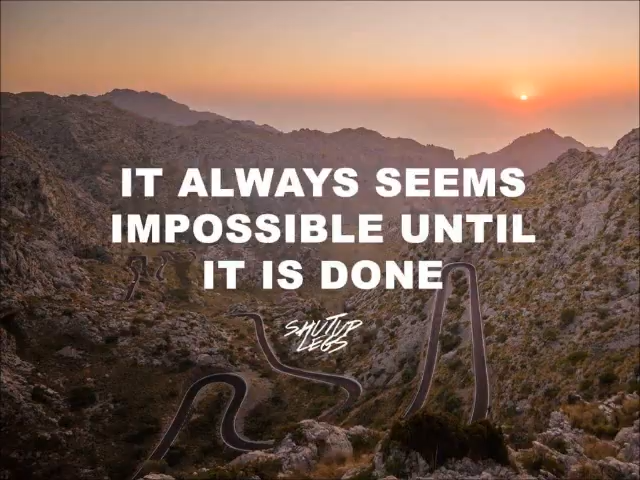 IT ALWAYS SEEMS
IMPOSSIBLE UNTIL
IT IS DONE
SHUTUP
LEGS